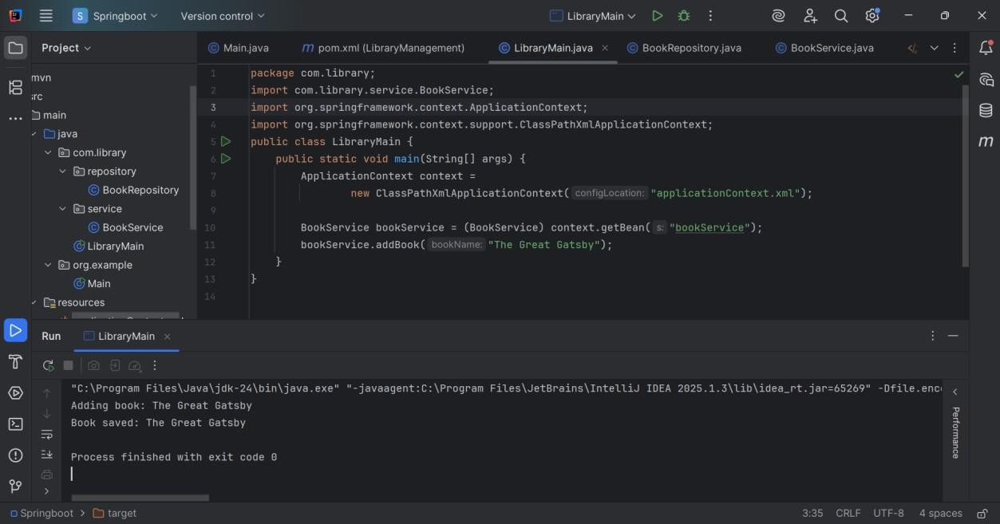 S Springboot Version control LibraryMain
Project
Main.java m pom.xml (LibraryManagement) LibraryMain.java BookRepository.java BookService.java
mvn
src
main
java
com.library
repository
BookRepository
service
BookService
LibraryMain
org.example
Main
resources
1 package com.library;
2 import com.library.service.BookService;
3 import org.springframework.context.ApplicationContext;
4 import org.springframework.context.support.ClassPathXmlApplicationContext;
5 public class LibraryMain {
6 public static void main(String[] args) {
7 ApplicationContext context =
8 new ClassPathXmlApplicationContext( configLocation: "applicationContext.xml");
9
10 BookService bookService = (BookService) context.getBean( s: "bookService");
11 bookService.addBook( bookName: "The Great Gatsby");
12 }
13 }
14
m
Run LibraryMain
"C:\Program Files\Java\jdk-24\bin\java.exe" "-javaagent:C:\Program Files\JetBrains\IntelliJ IDEA 2025.1.3\lib\idea_rt.jar=65269" -Dfile.enc
Adding book: The Great Gatsby
Book saved: The Great Gatsby
Process finished with exit code 0
Performance
Springboot > target 3:35 CRLF UTF-8 4 spaces